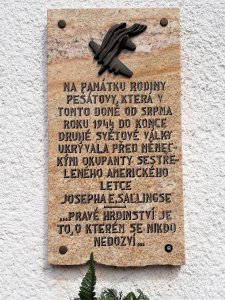 NA PAMÁTKU RODINY
PEŠATOVY, KTERÁ V
TOMTO DOMĚ OD SRPNA
ROKU 1944 DO KONCE
DRUHÉ SVĚTOVÉ VÁLKY
UKRÝVALA PŘED NĚMEC-
KÝMI OKUPANTY SESTŘE-
LENÉHO AMERICKÉHO
LETCE
JOSEPHA E. SALLINGSE
...PRAVÉ HRDINSTVÍ JE
TO, O KTERÉM SE NIKDO
NEDOZVÍ...